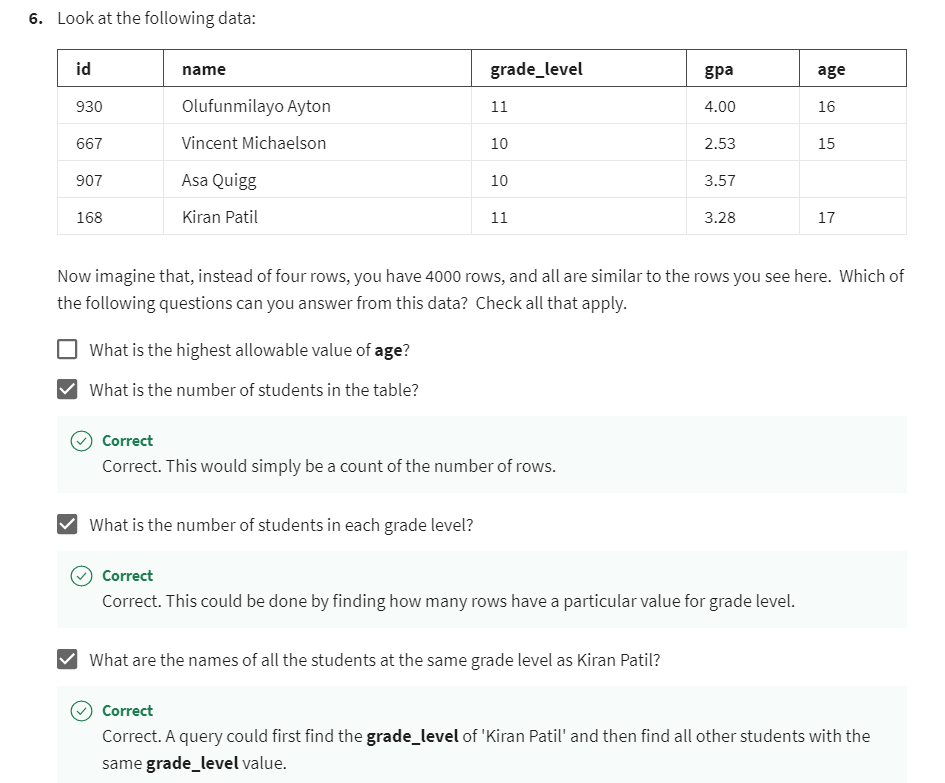 6. Look at the following data:
id name grade_level gpa age
930 Olufunmilayo Ayton 11 4.00 16
667 Vincent Michaelson 10 2.53 15
907 Asa Quigg 10 3.57
168 Kiran Patil 11 3.28 17
Now imagine that, instead of four rows, you have 4000 rows, and all are similar to the rows you see here. Which of
the following questions can you answer from this data? Check all that apply.
What is the highest allowable value of age?
What is the number of students in the table?
Correct
Correct. This would simply be a count of the number of rows.
What is the number of students in each grade level?
Correct
Correct. This could be done by finding how many rows have a particular value for grade level.
What are the names of all the students at the same grade level as Kiran Patil?
Correct
Correct. A query could first find the grade_level of 'Kiran Patil' and then find all other students with the
same grade_level value.